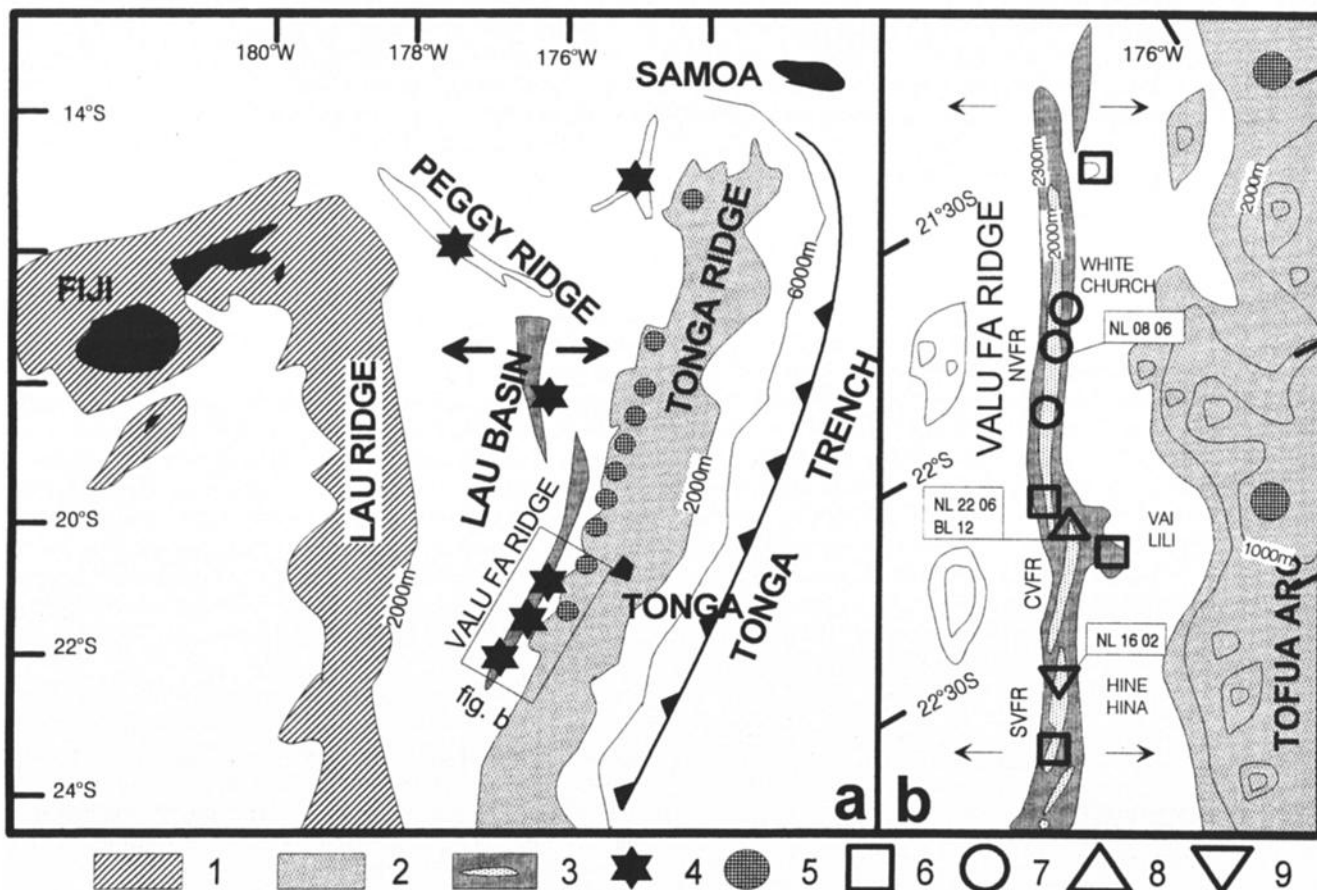 180°W
178°W
176°W
14°S
20°S
22°S
24°S
SAMOA
PEGGY RIDGE
FIJI
LAU RIDGE
2000m
LAU BASIN
TONGA RIDGE
6000m
2000m
VALU FA RIDGE
TONGA
TONGA TRENCH
fig. b
a
176°W
21°30S
22°S
22°30S
2300m
2000m
2000m
VALU FA RIDGE
NVFR
WHITE
CHURCH
NL 08 06
NL 22 06
BL 12
VAI
LILI
1000m
CVFR
NL 16 02
SVFR
HINE
HINA
TOFUA ARC
b
1 2 3 4 5 6 7 8 9